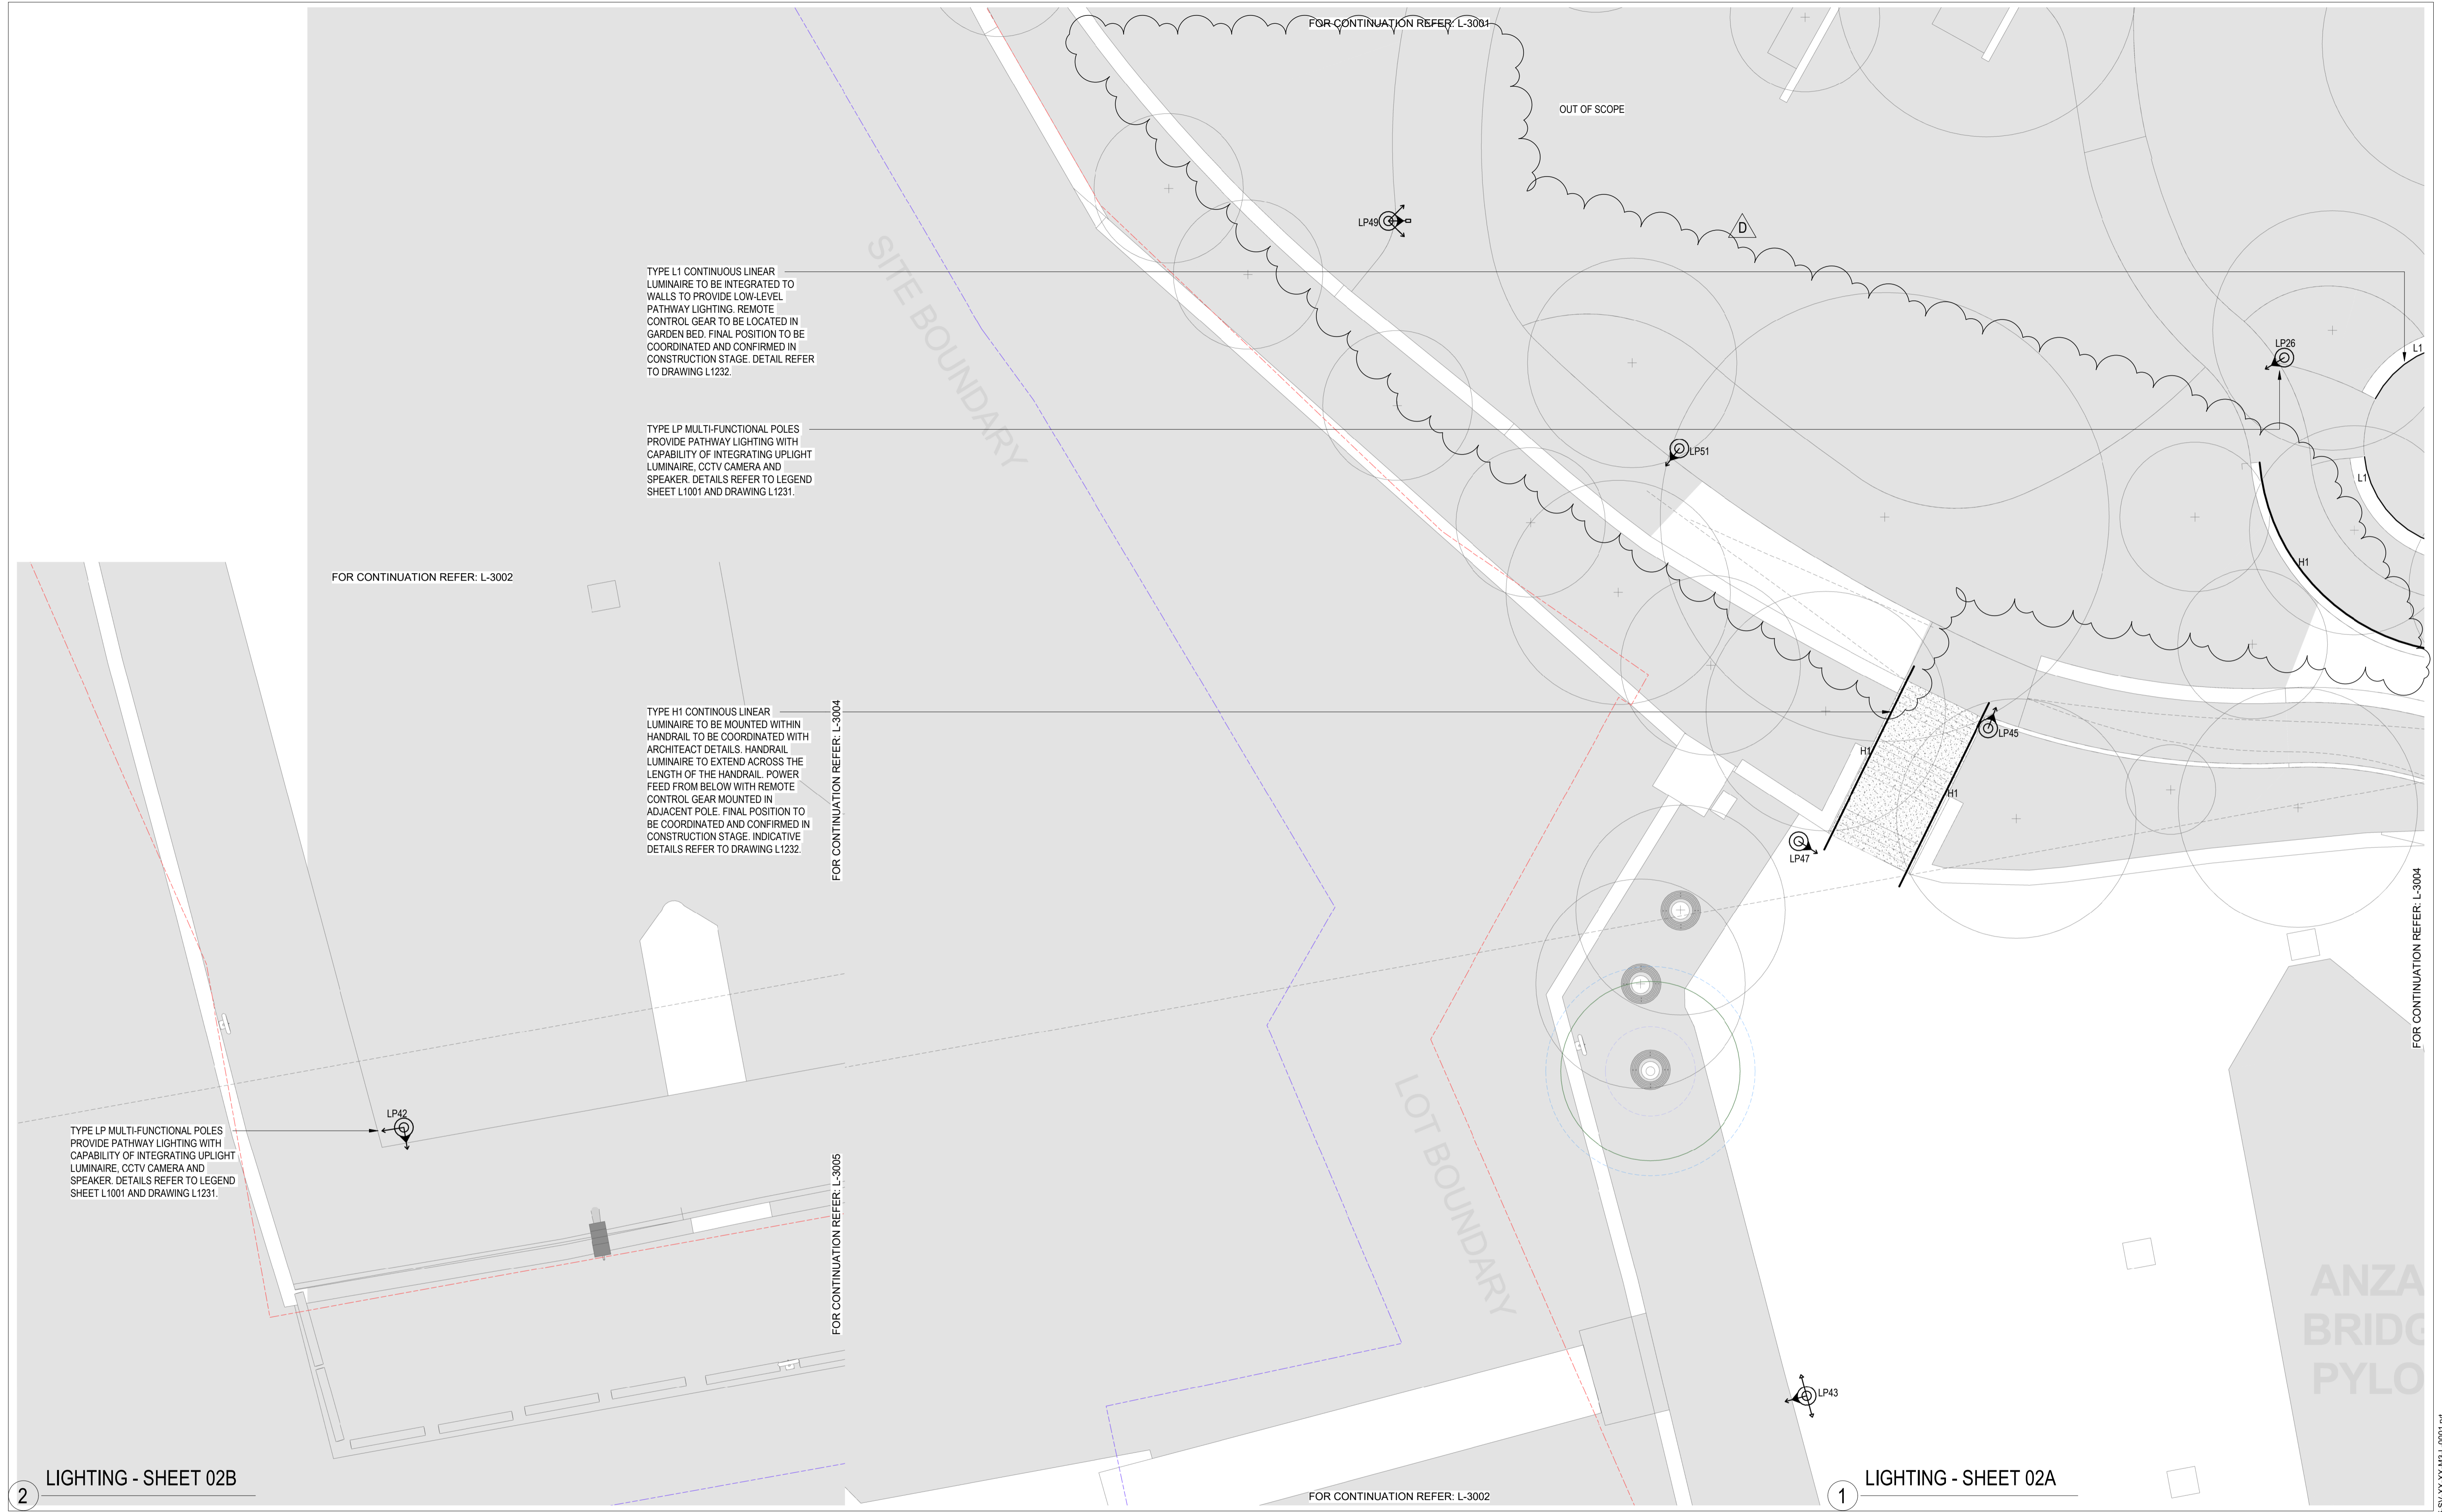 FOR CONTINUATION REFER: L-3001
OUT OF SCOPE
D
LP49
SITE BOUNDARY
TYPE L1 CONTINUOUS LINEAR
LUMINAIRE TO BE INTEGRATED TO
WALLS TO PROVIDE LOW-LEVEL
PATHWAY LIGHTING. REMOTE
CONTROL GEAR TO BE LOCATED IN
GARDEN BED. FINAL POSITION TO BE
COORDINATED AND CONFIRMED IN
CONSTRUCTION STAGE. DETAIL REFER
TO DRAWING L1232.
LP26
L1
TYPE LP MULTI-FUNCTIONAL POLES
PROVIDE PATHWAY LIGHTING WITH
CAPABILITY OF INTEGRATING UPLIGHT
LUMINAIRE, CCTV CAMERA AND
SPEAKER. DETAILS REFER TO LEGEND
SHEET L1001 AND DRAWING L1231.
LP51
L1
H1
FOR CONTINUATION REFER: L-3002
TYPE H1 CONTINOUS LINEAR
LUMINAIRE TO BE MOUNTED WITHIN
HANDRAIL TO BE COORDINATED WITH
ARCHITEACT DETAILS. HANDRAIL
LUMINAIRE TO EXTEND ACROSS THE
LENGTH OF THE HANDRAIL. POWER
FEED FROM BELOW WITH REMOTE
CONTROL GEAR MOUNTED IN
ADJACENT POLE. FINAL POSITION TO
BE COORDINATED AND CONFIRMED IN
CONSTRUCTION STAGE. INDICATIVE
DETAILS REFER TO DRAWING L1232.
FOR CONTINUATION REFER: L-3004
LP45
H1
H1
LP47
FOR CONTINUATION REFER: L-3004
LP42
TYPE LP MULTI-FUNCTIONAL POLES
PROVIDE PATHWAY LIGHTING WITH
CAPABILITY OF INTEGRATING UPLIGHT
LUMINAIRE, CCTV CAMERA AND
SPEAKER. DETAILS REFER TO LEGEND
SHEET L1001 AND DRAWING L1231.
FOR CONTINUATION REFER: L-3005
LOT BOUNDARY
ANZA
BRIDG
PYLO
LP43
2
LIGHTING - SHEET 02B
1
LIGHTING - SHEET 02A
FOR CONTINUATION REFER: L-3002